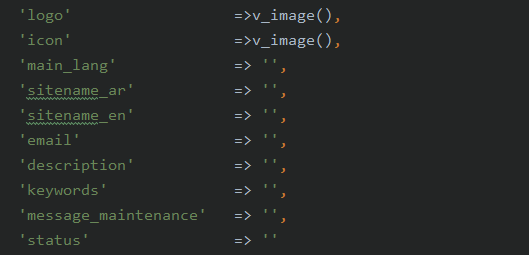 'logo' =>v_image(),
'icon' =>v_image(),
'main_lang' => '',
'sitename_ar' => '',
'sitename_en' => '',
'email' => '',
'description' => '',
'keywords' => '',
'message_maintenance' => '',
'status' => ''